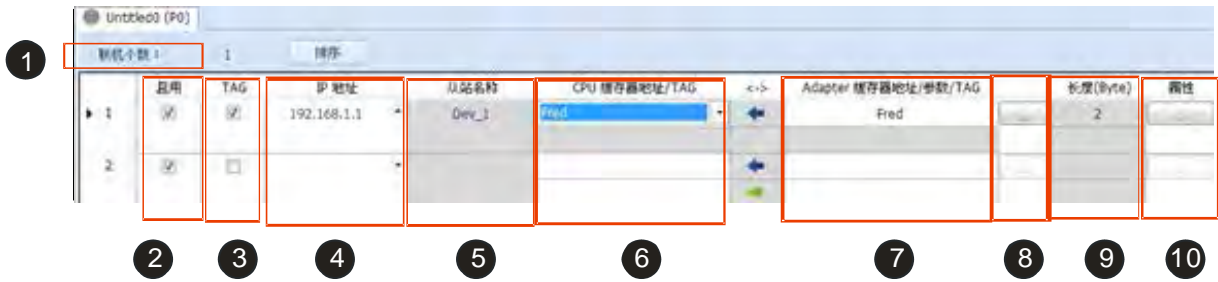 Untitled0 (P0)
1 联机小数： 1 排序
启用 TAG IP 地址 从站名称 CPU 缓存器地址/TAG <-> Adapter 缓存器地址/参数/TAG 长度(Byte) 属性
1 192.168.1.1 Dev_1 Fred Fred ... 2 ...
2
2 3 4 5 6 7 8 9 10